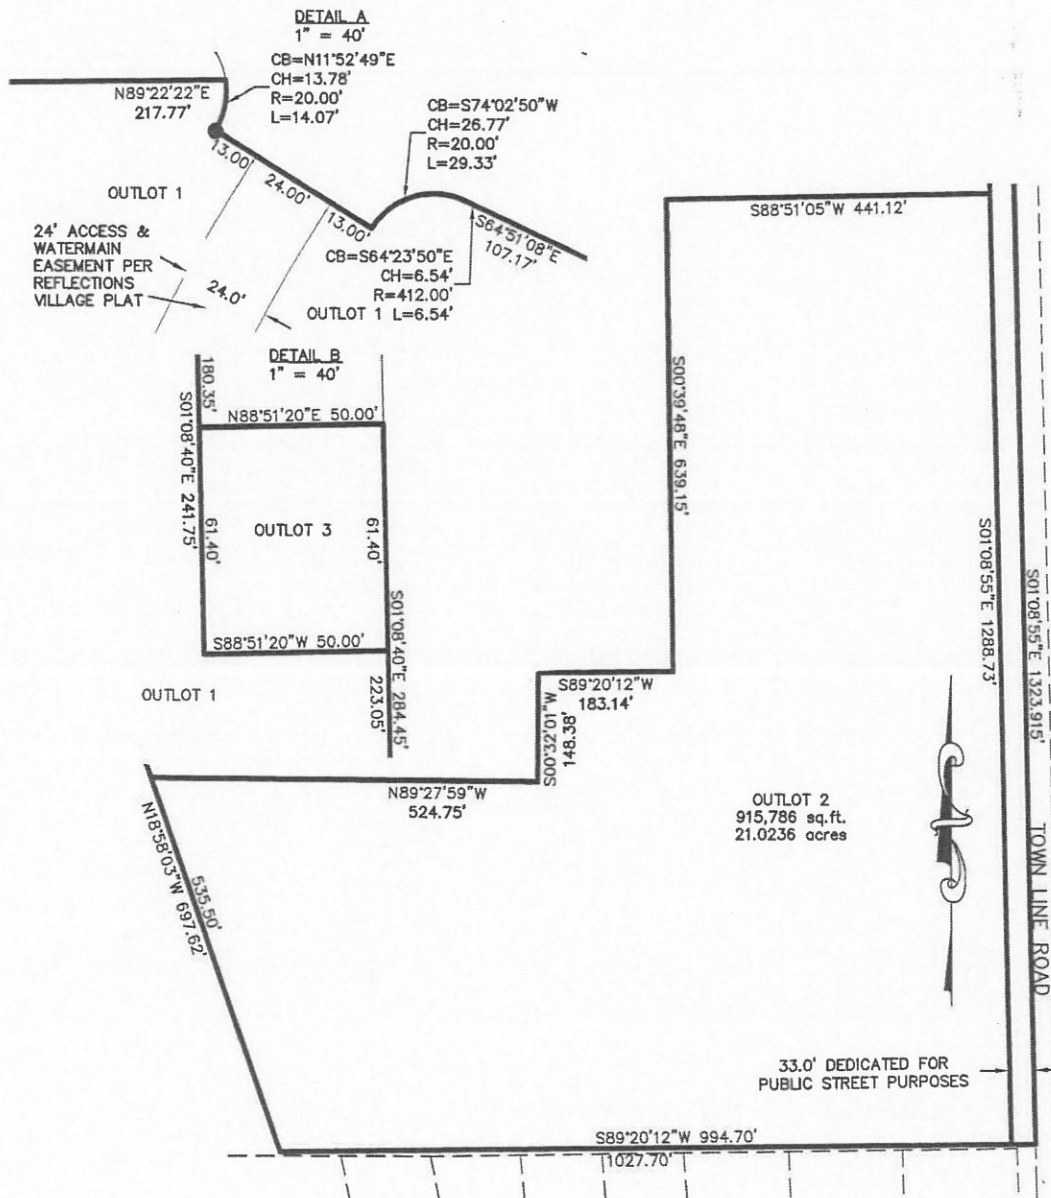 DETAIL A
1" = 40'
CB=N11°52'49"E
CH=13.78'
R=20.00'
L=14.07'
N89°22'22"E
217.77'
CB=S74°02'50"W
CH=26.77'
R=20.00'
L=29.33'
13.00'
24.00'
13.00'
OUTLOT 1
S64°51'08"E
107.17'
24' ACCESS &
WATERMAIN
EASEMENT PER
REFLECTIONS
VILLAGE PLAT
24.0'
CB=S64°23'50"E
CH=6.54'
R=412.00'
L=6.54'
OUTLOT 1
S88°51'05"W 441.12'
DETAIL B
1" = 40'
180.35'
S01°08'40"E 241.75'
N88°51'20"E 50.00'
61.40'
OUTLOT 3
61.40'
S88°51'20"W 50.00'
S01°08'40"E 284.45'
223.05'
OUTLOT 1
S00°39'48"E 639.15'
S89°20'12"W
183.14'
S00°32'01"W
148.38'
N89°27'59"W
524.75'
OUTLOT 2
915,786 sq.ft.
21.0236 acres
S01°08'55"E 1288.73'
S01°08'55"E 1323.915'
TOWN LINE ROAD
535.50'
N18°58'03"W 697.62'
33.0' DEDICATED FOR
PUBLIC STREET PURPOSES
S89°20'12"W 994.70'
1027.70'